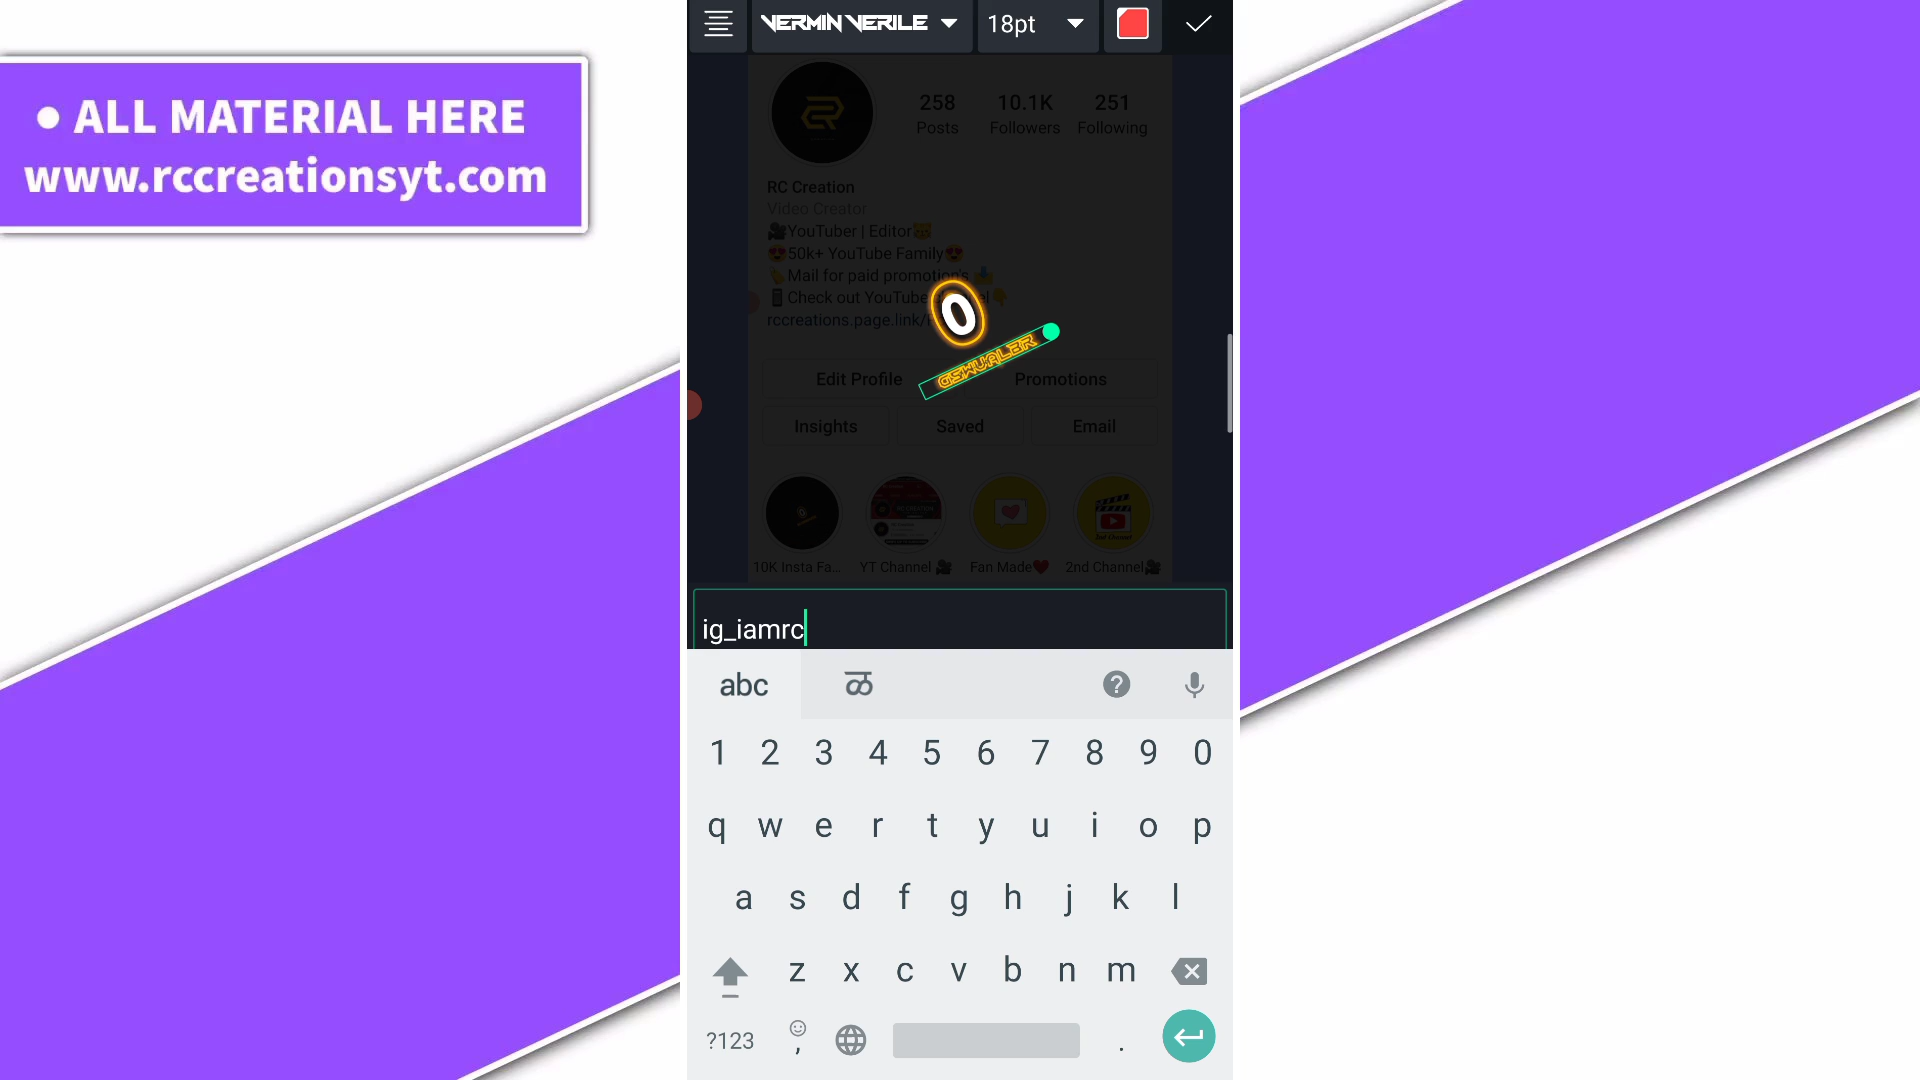 VERMIN VERILE
18pt
● ALL MATERIAL HERE
www.rccreationsyt.com
258 10.1K 251
Posts Followers Following
RC Creation
Video Creator
🎥YouTuber | Editor
😍50k+ YouTube Family😍
Mail for paid promotion's
Check out YouTube
rccreations.page.link/
0
Edit Profile Promotions
Insights Saved Email
10K Insta Fa... YT Channel 🎥 Fan Made❤️ 2nd Channel🎥
ig_iamrc
abc
1 2 3 4 5 6 7 8 9 0
q w e r t y u i o p
a s d f g h j k l
z x c v b n m
?123 , .